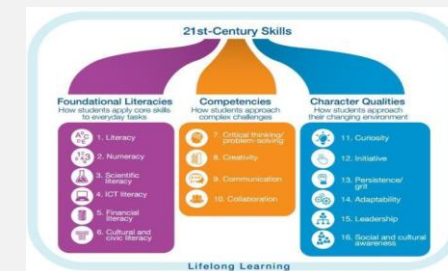 21st-Century Skills
Foundational Literacies
How students apply core skills
to everyday tasks
1. Literacy
2. Numeracy
3. Scientific
literacy
4. ICT literacy
5. Financial
literacy
6. Cultural and
civic literacy
Competencies
How students approach
complex challenges
7. Critical thinking/
problem-solving
8. Creativity
9. Communication
10. Collaboration
Character Qualities
How students approach
their changing environment
11. Curiosity
12. Initiative
13. Persistence/
grit
14. Adaptability
15. Leadership
16. Social and cultural
awareness
Lifelong Learning